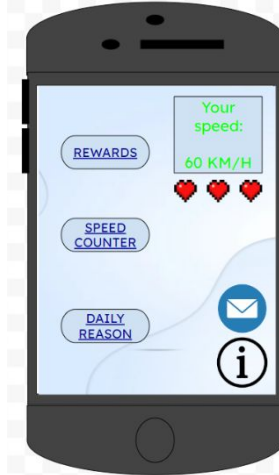 Your
speed:
60 KM/H
REWARDS
SPEED
COUNTER
DAILY
REASON
i